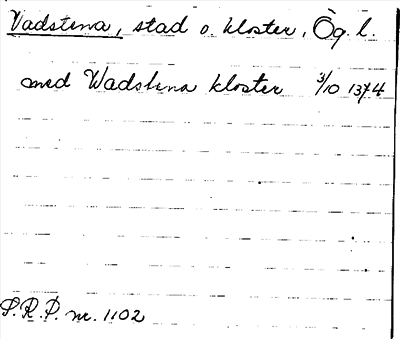 Vadstena, stad o. kloster, Ög. l.
med Wadstena kloster 3/10 1374
S.R.P. nr. 1102